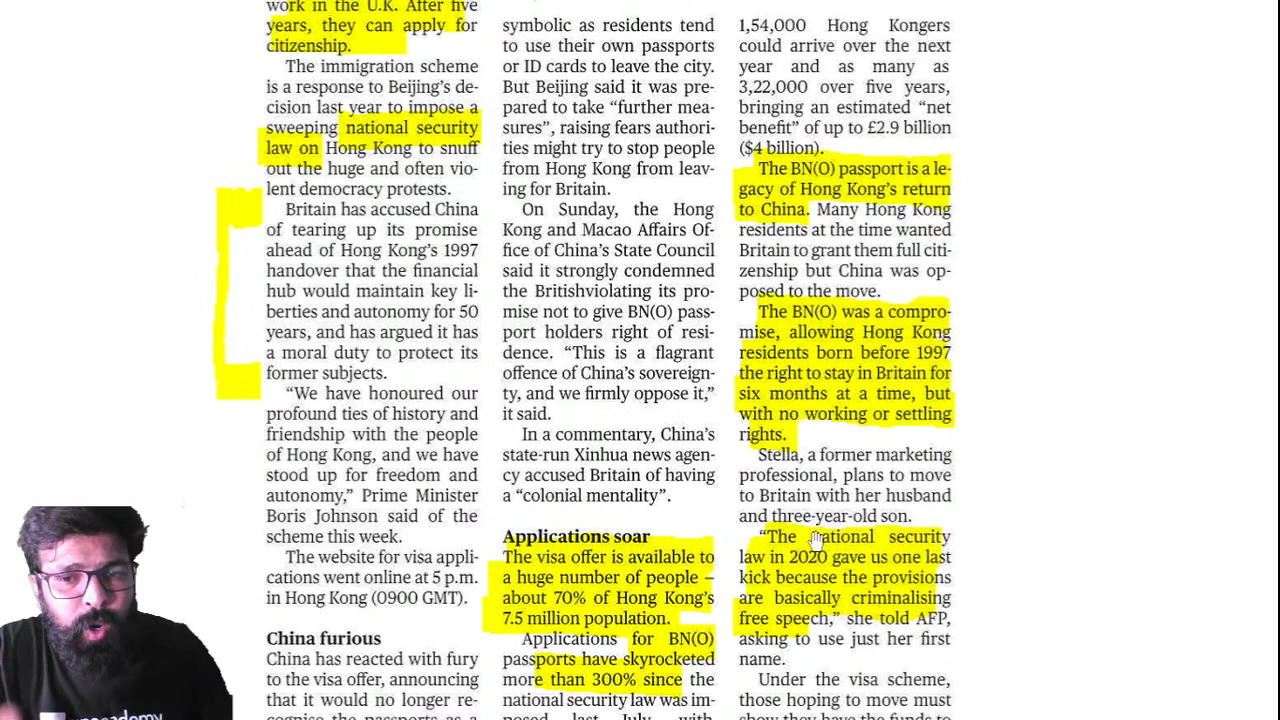 work in the U.K. After five
years, they can apply for
citizenship.
The immigration scheme
is a response to Beijing's de-
cision last year to impose a
sweeping national security
law on Hong Kong to snuff
out the huge and often vio-
lent democracy protests.
Britain has accused China
of tearing up its promise
ahead of Hong Kong's 1997
handover that the financial
hub would maintain key li-
berties and autonomy for 50
years, and has argued it has
a moral duty to protect its
former subjects.
"We have honoured our
profound ties of history and
friendship with the people
of Hong Kong, and we have
stood up for freedom and
autonomy," Prime Minister
Boris Johnson said of the
scheme this week.
The website for visa appli-
cations went online at 5 p.m.
in Hong Kong (0900 GMT).
China furious
China has reacted with fury
to the visa offer, announcing
that it would no longer re-
cognise the passports as a
symbolic as residents tend
to use their own passports
or ID cards to leave the city.
But Beijing said it was pre-
pared to take "further mea-
sures", raising fears authori-
ties might try to stop people
from Hong Kong from leav-
ing for Britain.
On Sunday, the Hong
Kong and Macao Affairs Of-
fice of China's State Council
said it strongly condemned
the Britishviolating its pro-
mise not to give BN(O) pass-
port holders right of resi-
dence. "This is a flagrant
offence of China's sovereign-
ty, and we firmly oppose it,"
it said.
In a commentary, China's
state-run Xinhua news agen-
cy accused Britain of having
a "colonial mentality".
Applications soar
The visa offer is available to
a huge number of people –
about 70% of Hong Kong's
7.5 million population.
Applications for BN(O)
passports have skyrocketed
more than 300% since the
national security law was im-
posed last July, with
1,54,000 Hong Kongers
could arrive over the next
year and as many as
3,22,000 over five years,
bringing an estimated "net
benefit" of up to £2.9 billion
($4 billion).
The BN(O) passport is a le-
gacy of Hong Kong's return
to China. Many Hong Kong
residents at the time wanted
Britain to grant them full citi-
zenship but China was op-
posed to the move.
The BN(O) was a compro-
mise, allowing Hong Kong
residents born before 1997
the right to stay in Britain for
six months at a time, but
with no working or settling
rights.
Stella, a former marketing
professional, plans to move
to Britain with her husband
and three-year-old son.
"The national security
law in 2020 gave us one last
kick because the provisions
are basically criminalising
free speech," she told AFP,
asking to use just her first
name.
Under the visa scheme,
those hoping to move must
show they have the funds to